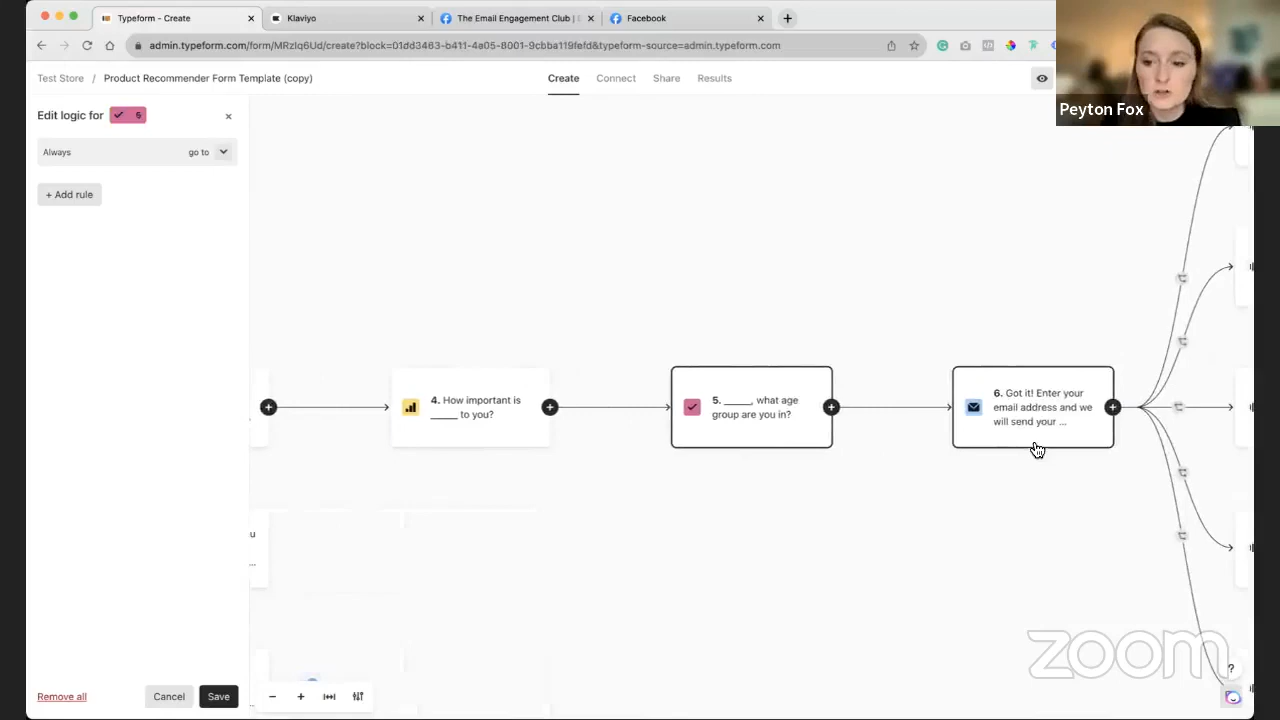 Typeform - Create
Klaviyo
The Email Engagement Club | E
Facebook
admin.typeform.com/form/MRzIq6Ud/create?block=01dd3463-b411-4a05-8001-9cbba119fefd&typeform-source=admin.typeform.com
Test Store / Product Recommender Form Template (copy)
Create
Connect
Share
Results
Peyton Fox
Edit logic for
5
Always
go to
+ Add rule
4. How important is
_____ to you?
5. _____, what age
group are you in?
6. Got it! Enter your
email address and we
will send your ...
u
...
Remove all
Cancel
Save
zoom
?